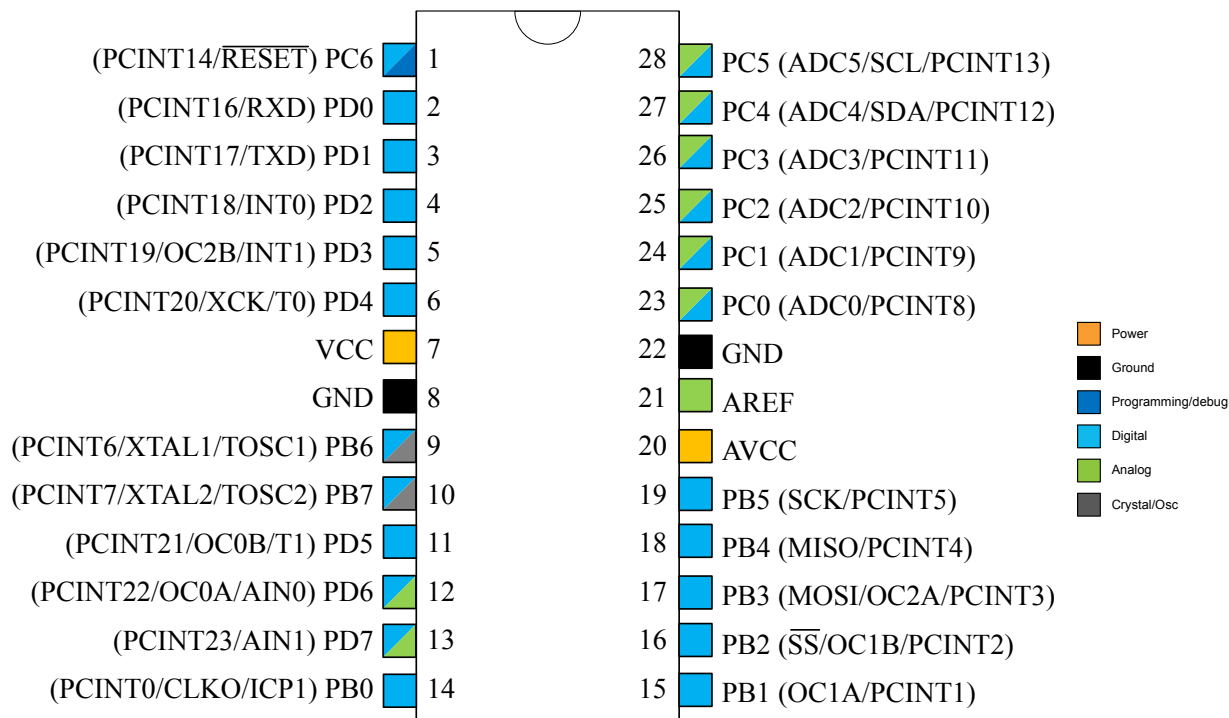 (PCINT14/RESET) PC6 1
(PCINT16/RXD) PD0 2
(PCINT17/TXD) PD1 3
(PCINT18/INT0) PD2 4
(PCINT19/OC2B/INT1) PD3 5
(PCINT20/XCK/T0) PD4 6
VCC 7
GND 8
(PCINT6/XTAL1/TOSC1) PB6 9
(PCINT7/XTAL2/TOSC2) PB7 10
(PCINT21/OC0B/T1) PD5 11
(PCINT22/OC0A/AIN0) PD6 12
(PCINT23/AIN1) PD7 13
(PCINT0/CLKO/ICP1) PB0 14
28 PC5 (ADC5/SCL/PCINT13)
27 PC4 (ADC4/SDA/PCINT12)
26 PC3 (ADC3/PCINT11)
25 PC2 (ADC2/PCINT10)
24 PC1 (ADC1/PCINT9)
23 PC0 (ADC0/PCINT8)
22 GND
21 AREF
20 AVCC
19 PB5 (SCK/PCINT5)
18 PB4 (MISO/PCINT4)
17 PB3 (MOSI/OC2A/PCINT3)
16 PB2 (SS/OC1B/PCINT2)
15 PB1 (OC1A/PCINT1)
Power
Ground
Programming/debug
Digital
Analog
Crystal/Osc